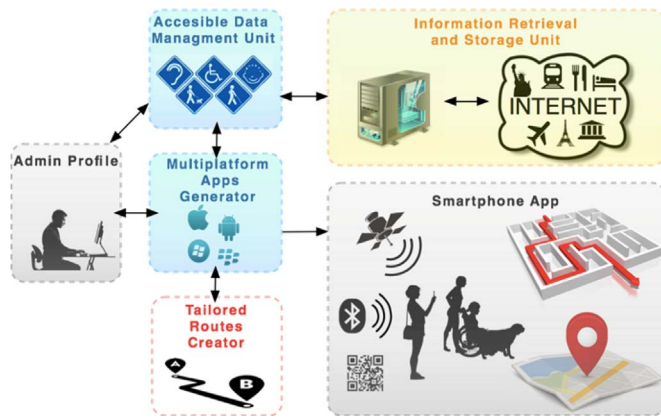 Accesible Data
Managment Unit
Information Retrieval
and Storage Unit
INTERNET
Admin Profile
Multiplatform
Apps
Generator
Smartphone App
Tailored
Routes
Creator
A
B